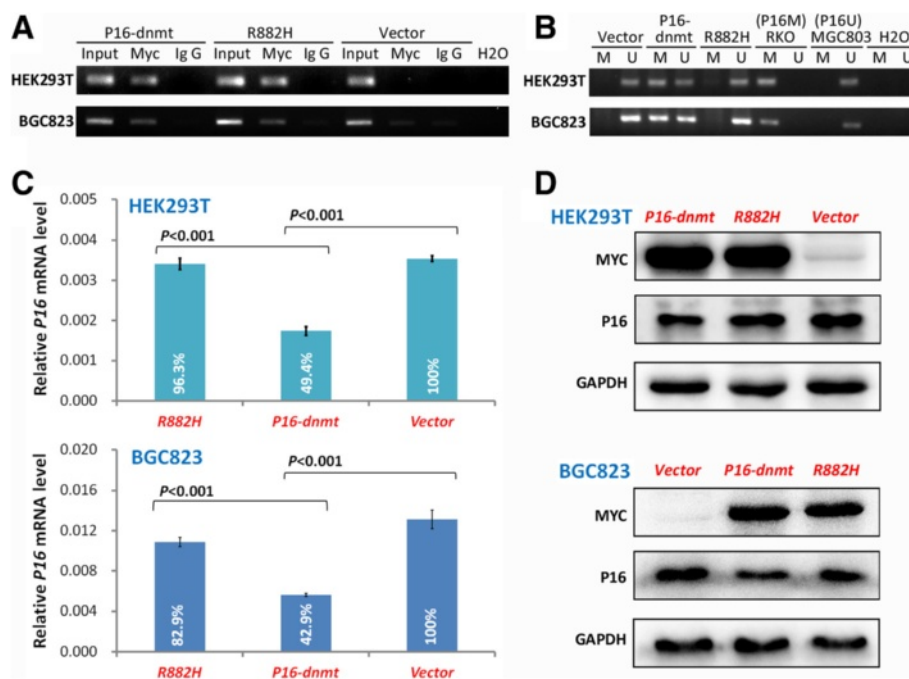 A
P16-dnmt R882H Vector
Input Myc Ig G Input Myc Ig G Input Myc Ig G H2O
HEK293T
BGC823
B
P16- (P16M) (P16U)
Vector dnmt R882H RKO MGC803 H2O
M U M U M U M U M U M U
HEK293T
BGC823
C
HEK293T
Relative P16 mRNA level
0.005
0.004
0.003
0.002
0.001
0.000
P<0.001
P<0.001
96.3% 49.4% 100%
R882H P16-dnmt Vector
BGC823
Relative P16 mRNA level
0.020
0.016
0.012
0.008
0.004
0.000
P<0.001
P<0.001
82.9% 42.9% 100%
R882H P16-dnmt Vector
D
HEK293T P16-dnmt R882H Vector
MYC
P16
GAPDH
BGC823 Vector P16-dnmt R882H
MYC
P16
GAPDH